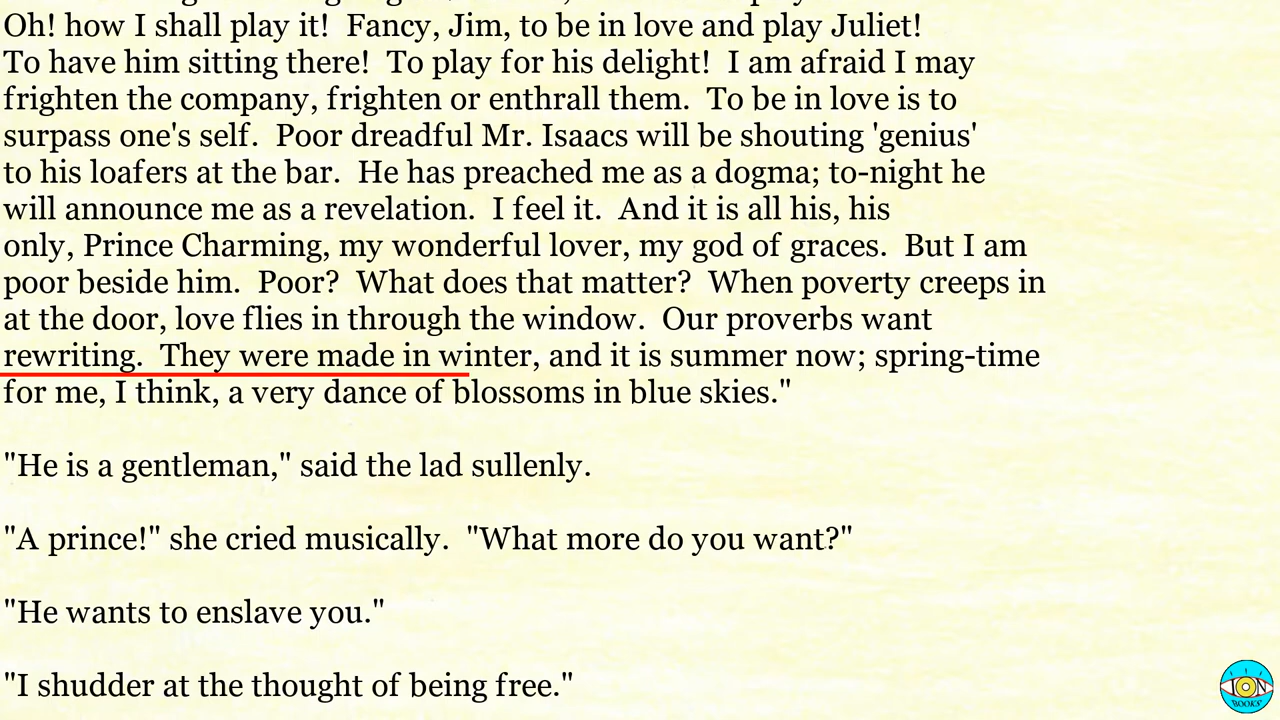 Oh! how I shall play it!  Fancy, Jim, to be in love and play Juliet!
To have him sitting there!  To play for his delight!  I am afraid I may
frighten the company, frighten or enthrall them.  To be in love is to
surpass one's self.  Poor dreadful Mr. Isaacs will be shouting 'genius'
to his loafers at the bar.  He has preached me as a dogma; to-night he
will announce me as a revelation.  I feel it.  And it is all his, his
only, Prince Charming, my wonderful lover, my god of graces.  But I am
poor beside him.  Poor?  What does that matter?  When poverty creeps in
at the door, love flies in through the window.  Our proverbs want
rewriting.  They were made in winter, and it is summer now; spring-time
for me, I think, a very dance of blossoms in blue skies."
"He is a gentleman," said the lad sullenly.
"A prince!" she cried musically.  "What more do you want?"
"He wants to enslave you."
"I shudder at the thought of being free."
ION
BOOKS